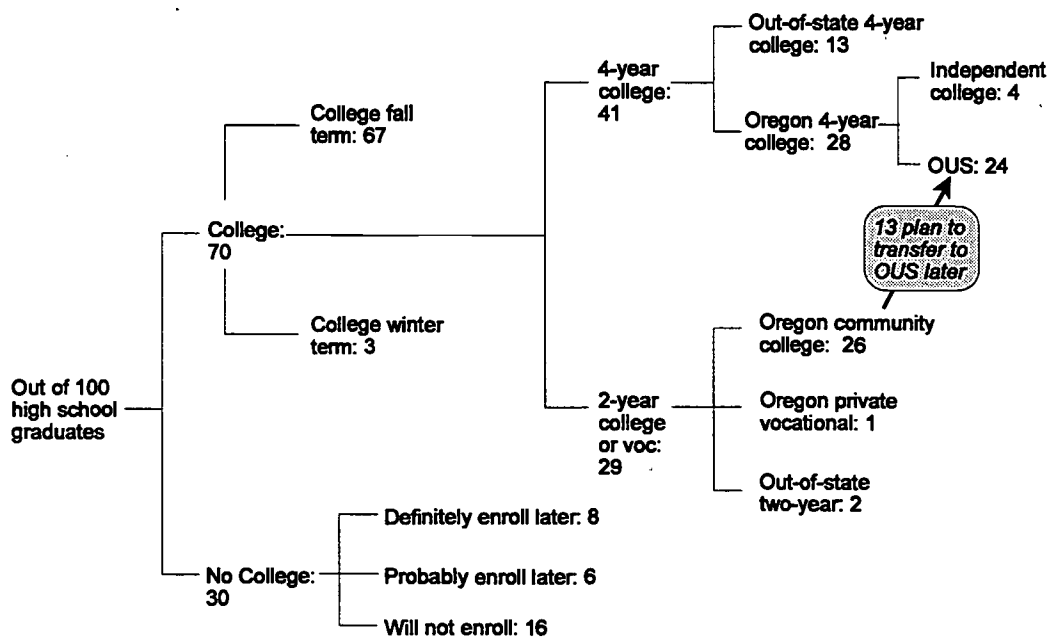 Out of 100
high school
graduates
College:
70
College fall
term: 67
College winter
term: 3
4-year
college:
41
Out-of-state 4-year
college: 13
Oregon 4-year
college: 28
Independent
college: 4
OUS: 24
13 plan to
transfer to
OUS later
2-year
college
or voc:
29
Oregon community
college: 26
Oregon private
vocational: 1
Out-of-state
two-year: 2
No College:
30
Definitely enroll later: 8
Probably enroll later: 6
Will not enroll: 16